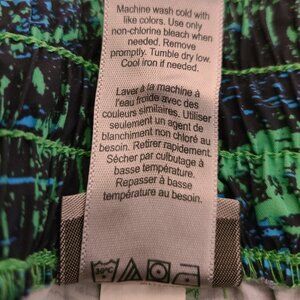 Machine wash cold with
like colors. Use only
non-chlorine bleach when
needed. Remove
promptly. Tumble dry low.
Cool iron if needed.
Laver à la machine à
l'eau froide avec des
couleurs similaires. Utiliser
seulement un agent de
blanchiment non chloré au
besoin. Retirer rapidement.
Sécher par culbutage à
basse température.
Repasser à basse
température au besoin.
30°C